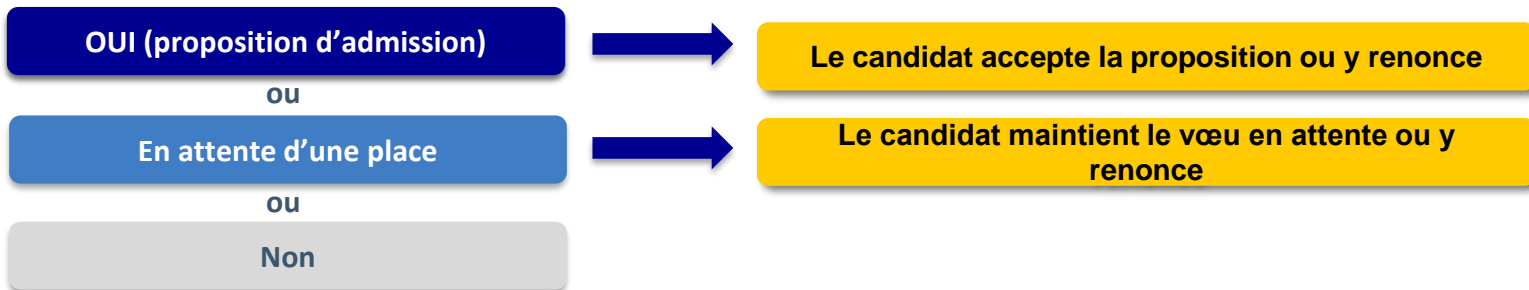 OUI (proposition d’admission)
Le candidat accepte la proposition ou y renonce
ou
En attente d’une place
Le candidat maintient le vœu en attente ou y
renonce
ou
Non